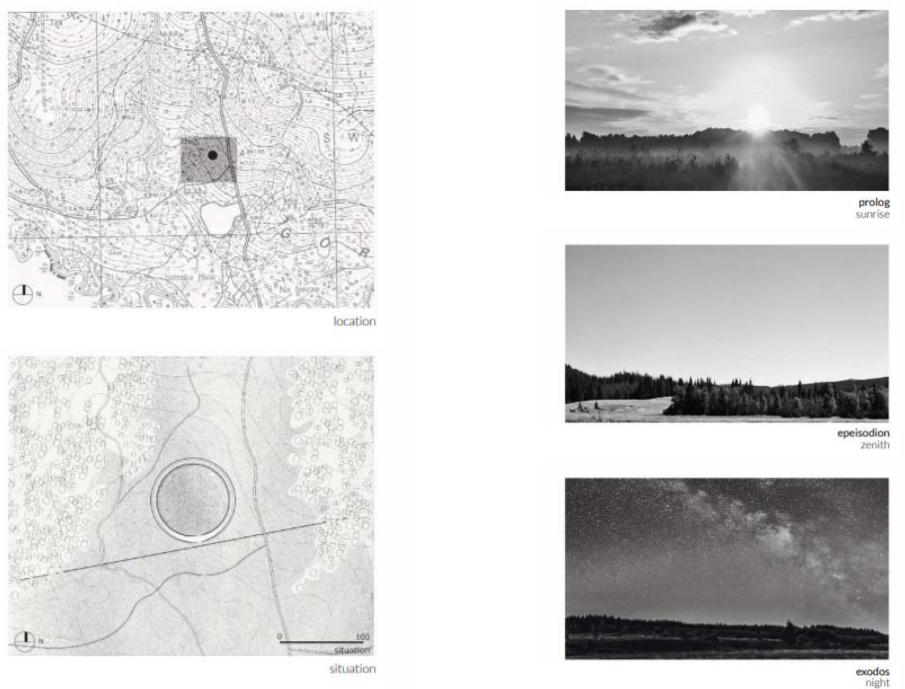 S W
G O R
N
location
N
0 100
situation
situation
prolog
sunrise
epeisodion
zenith
exodos
night